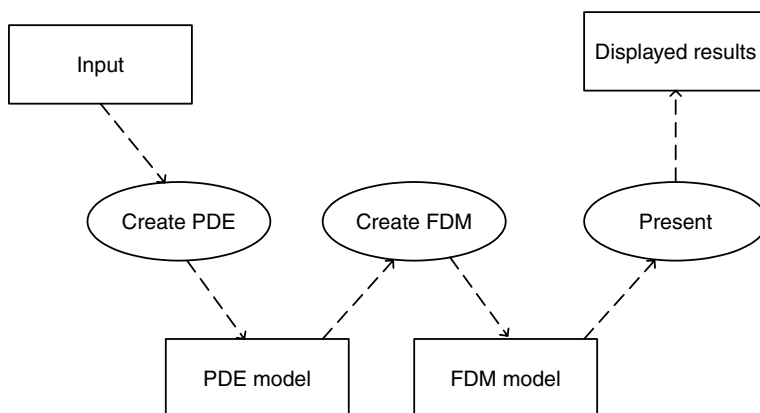 Input
Displayed results
Create PDE
Create FDM
Present
PDE model
FDM model